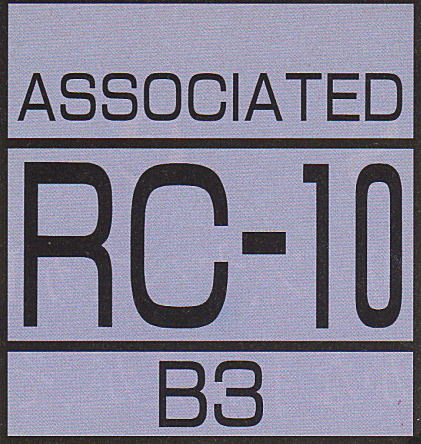 ASSOCIATED
RC-10
B3